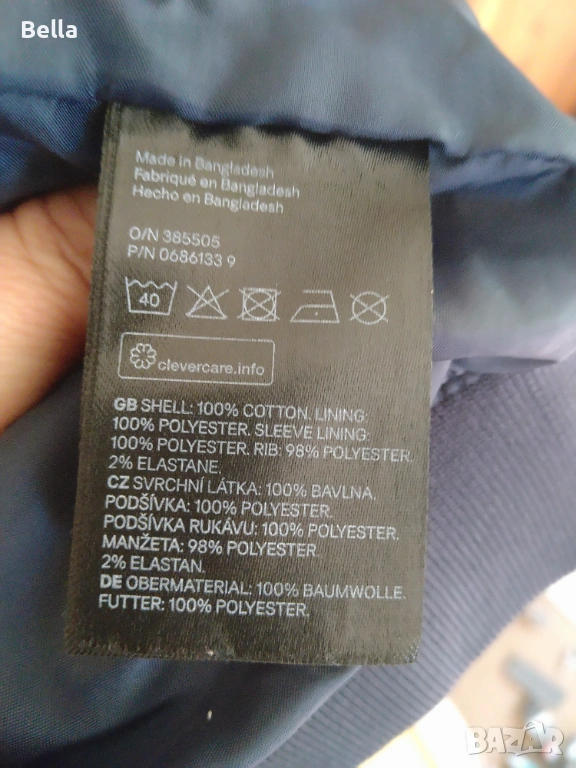 Bella
Made in Bangladesh
Fabriqué en Bangladesh
Hecho en Bangladesh
O/N 385505
P/N 0686133 9
40
clevercare.info
GB SHELL: 100% COTTON. LINING:
100% POLYESTER. SLEEVE LINING:
100% POLYESTER. RIB: 98% POLYESTER.
2% ELASTANE.
CZ SVRCHNÍ LÁTKA: 100% BAVLNA.
PODŠÍVKA: 100% POLYESTER.
PODŠÍVKA RUKÁVU: 100% POLYESTER.
MANŽETA: 98% POLYESTER
2% ELASTAN.
DE OBERMATERIAL: 100% BAUMWOLLE.
FUTTER: 100% POLYESTER.
BAZAR